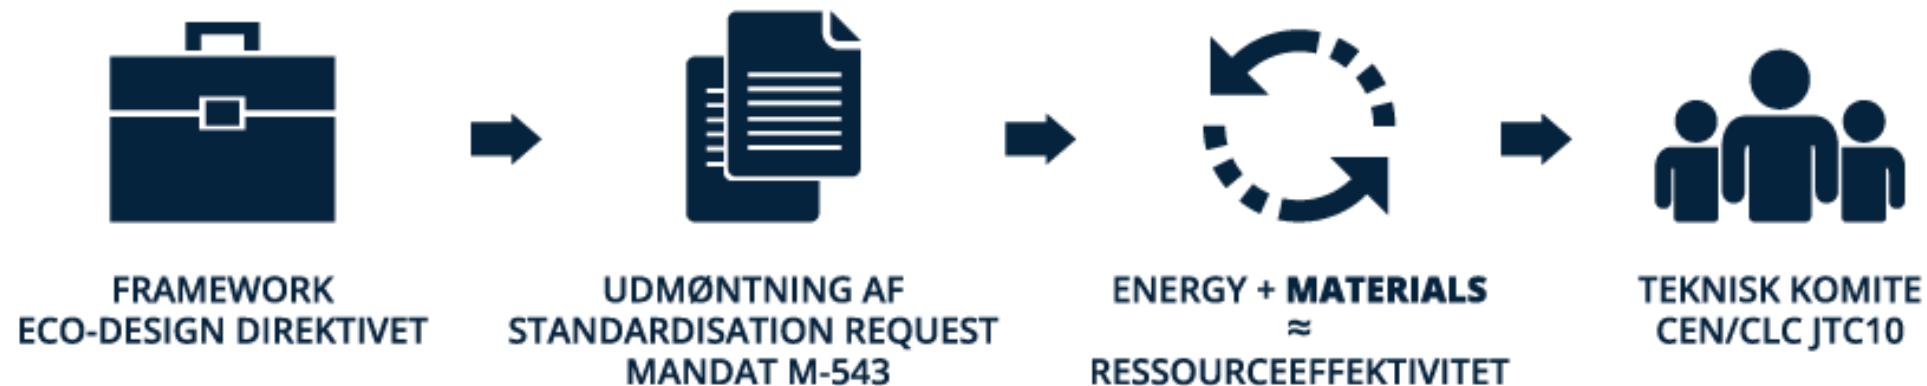 FRAMEWORK
ECO-DESIGN DIREKTIVET
UDMØNTNING AF
STANDARDISATION REQUEST
MANDAT M-543
ENERGY + MATERIALS
≈
RESSOURCEEFFEKTIVITET
TEKNISK KOMITE
CEN/CLC JTC10